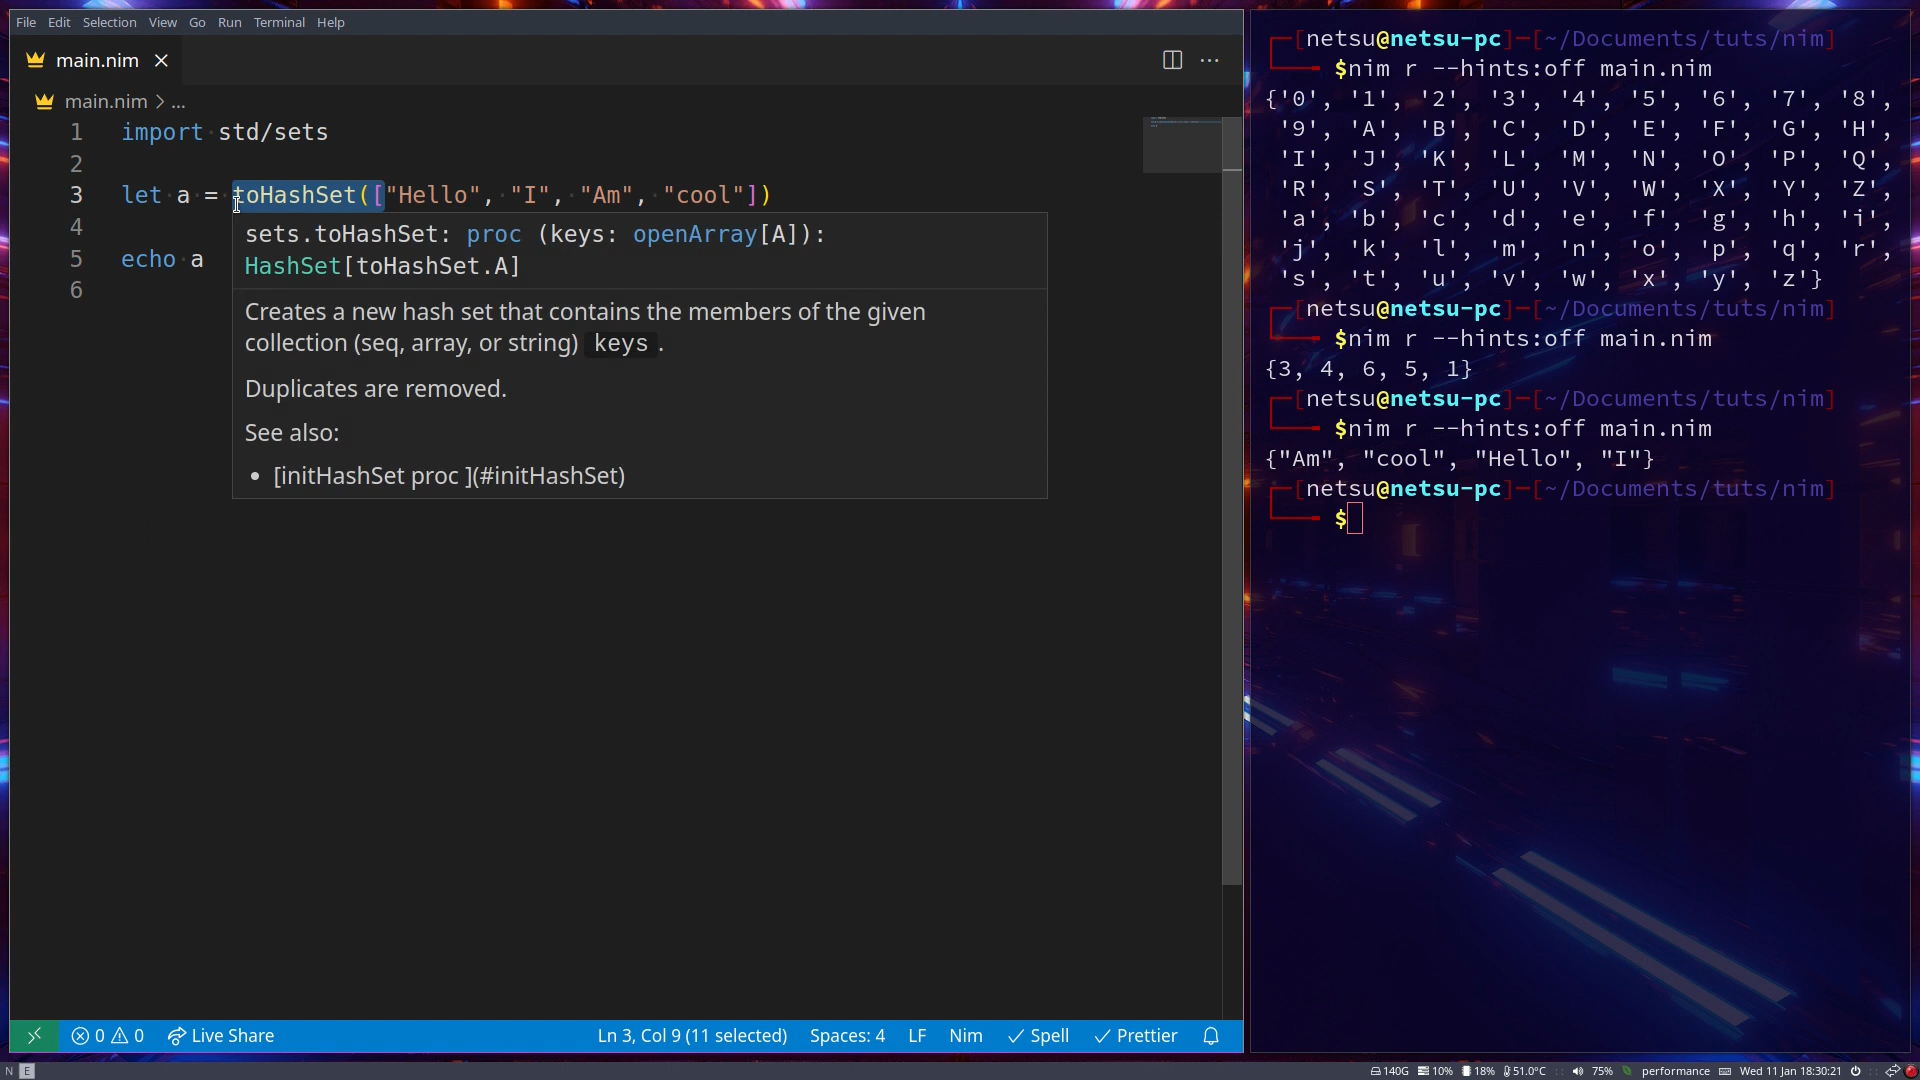 File Edit Selection View Go Run Terminal Help
main.nim
main.nim > ...
1 import std/sets
2
3 let a = toHashSet(["Hello", "I", "Am", "cool"])
4
5 echo a
6
sets.toHashSet: proc (keys: openArray[A]):
HashSet[toHashSet.A]
Creates a new hash set that contains the members of the given
collection (seq, array, or string) keys .
Duplicates are removed.
See also:
• [initHashSet proc ](#initHashSet)
0 0 Live Share Ln 3, Col 9 (11 selected) Spaces: 4 LF Nim Spell Prettier
[netsu@netsu-pc]-[~/Documents/tuts/nim]
$nim r --hints:off main.nim
{'0', '1', '2', '3', '4', '5', '6', '7', '8',
'9', 'A', 'B', 'C', 'D', 'E', 'F', 'G', 'H',
'I', 'J', 'K', 'L', 'M', 'N', 'O', 'P', 'Q',
'R', 'S', 'T', 'U', 'V', 'W', 'X', 'Y', 'Z',
'a', 'b', 'c', 'd', 'e', 'f', 'g', 'h', 'i',
'j', 'k', 'l', 'm', 'n', 'o', 'p', 'q', 'r',
's', 't', 'u', 'v', 'w', 'x', 'y', 'z'}
[netsu@netsu-pc]-[~/Documents/tuts/nim]
$nim r --hints:off main.nim
{3, 4, 6, 5, 1}
[netsu@netsu-pc]-[~/Documents/tuts/nim]
$nim r --hints:off main.nim
{"Am", "cool", "Hello", "I"}
[netsu@netsu-pc]-[~/Documents/tuts/nim]
$
N E 140G 10% 18% 51.0°C 75% performance Wed 11 Jan 18:30:21